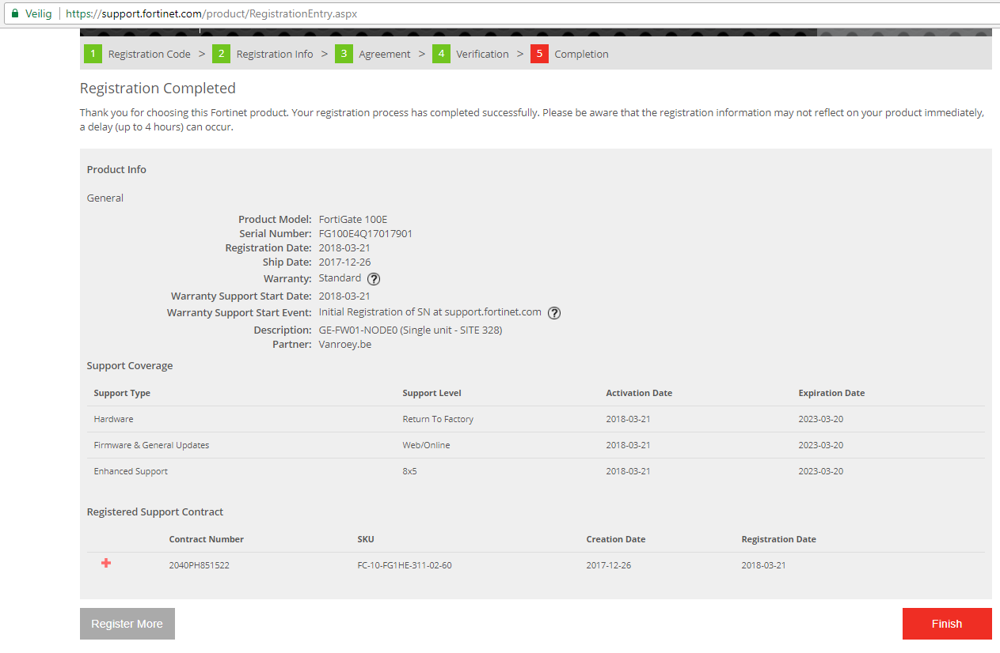 Veilig | https://support.fortinet.com/product/RegistrationEntry.aspx
1 Registration Code > 2 Registration Info > 3 Agreement > 4 Verification > 5 Completion
Registration Completed
Thank you for choosing this Fortinet product. Your registration process has completed successfully. Please be aware that the registration information may not reflect on your product immediately,
a delay (up to 4 hours) can occur.
Product Info
General
Product Model: FortiGate 100E
Serial Number: FG100E4Q17017901
Registration Date: 2018-03-21
Ship Date: 2017-12-26
Warranty: Standard ?
Warranty Support Start Date: 2018-03-21
Warranty Support Start Event: Initial Registration of SN at support.fortinet.com ?
Description: GE-FW01-NODE0 (Single unit - SITE 328)
Partner: Vanroey.be
Support Coverage
Support Type Support Level Activation Date Expiration Date
Hardware Return To Factory 2018-03-21 2023-03-20
Firmware & General Updates Web/Online 2018-03-21 2023-03-20
Enhanced Support 8x5 2018-03-21 2023-03-20
Registered Support Contract
Contract Number SKU Creation Date Registration Date
2040PH851522 FC-10-FG1HE-311-02-60 2017-12-26 2018-03-21
Register More Finish